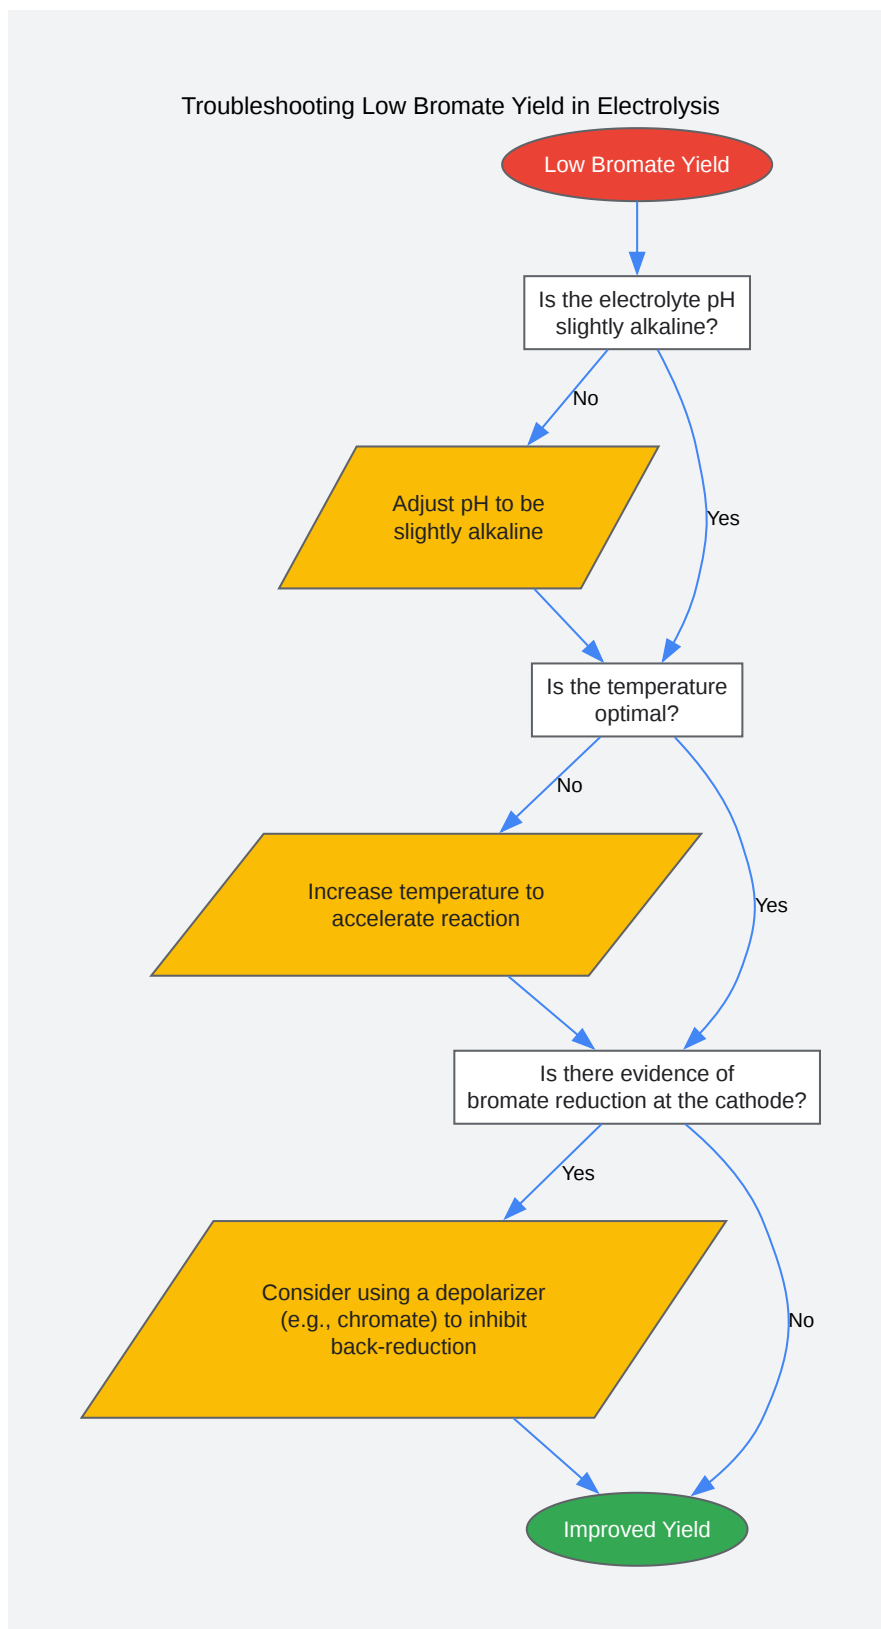 Troubleshooting Low Bromate Yield in Electrolysis
Low Bromate Yield
Is the electrolyte pH
slightly alkaline?
No
Adjust pH to be
slightly alkaline
Yes
Is the temperature
optimal?
No
Increase temperature to
accelerate reaction
Yes
Is there evidence of
bromate reduction at the cathode?
Yes
Consider using a depolarizer
(e.g., chromate) to inhibit
back-reduction
No
Improved Yield